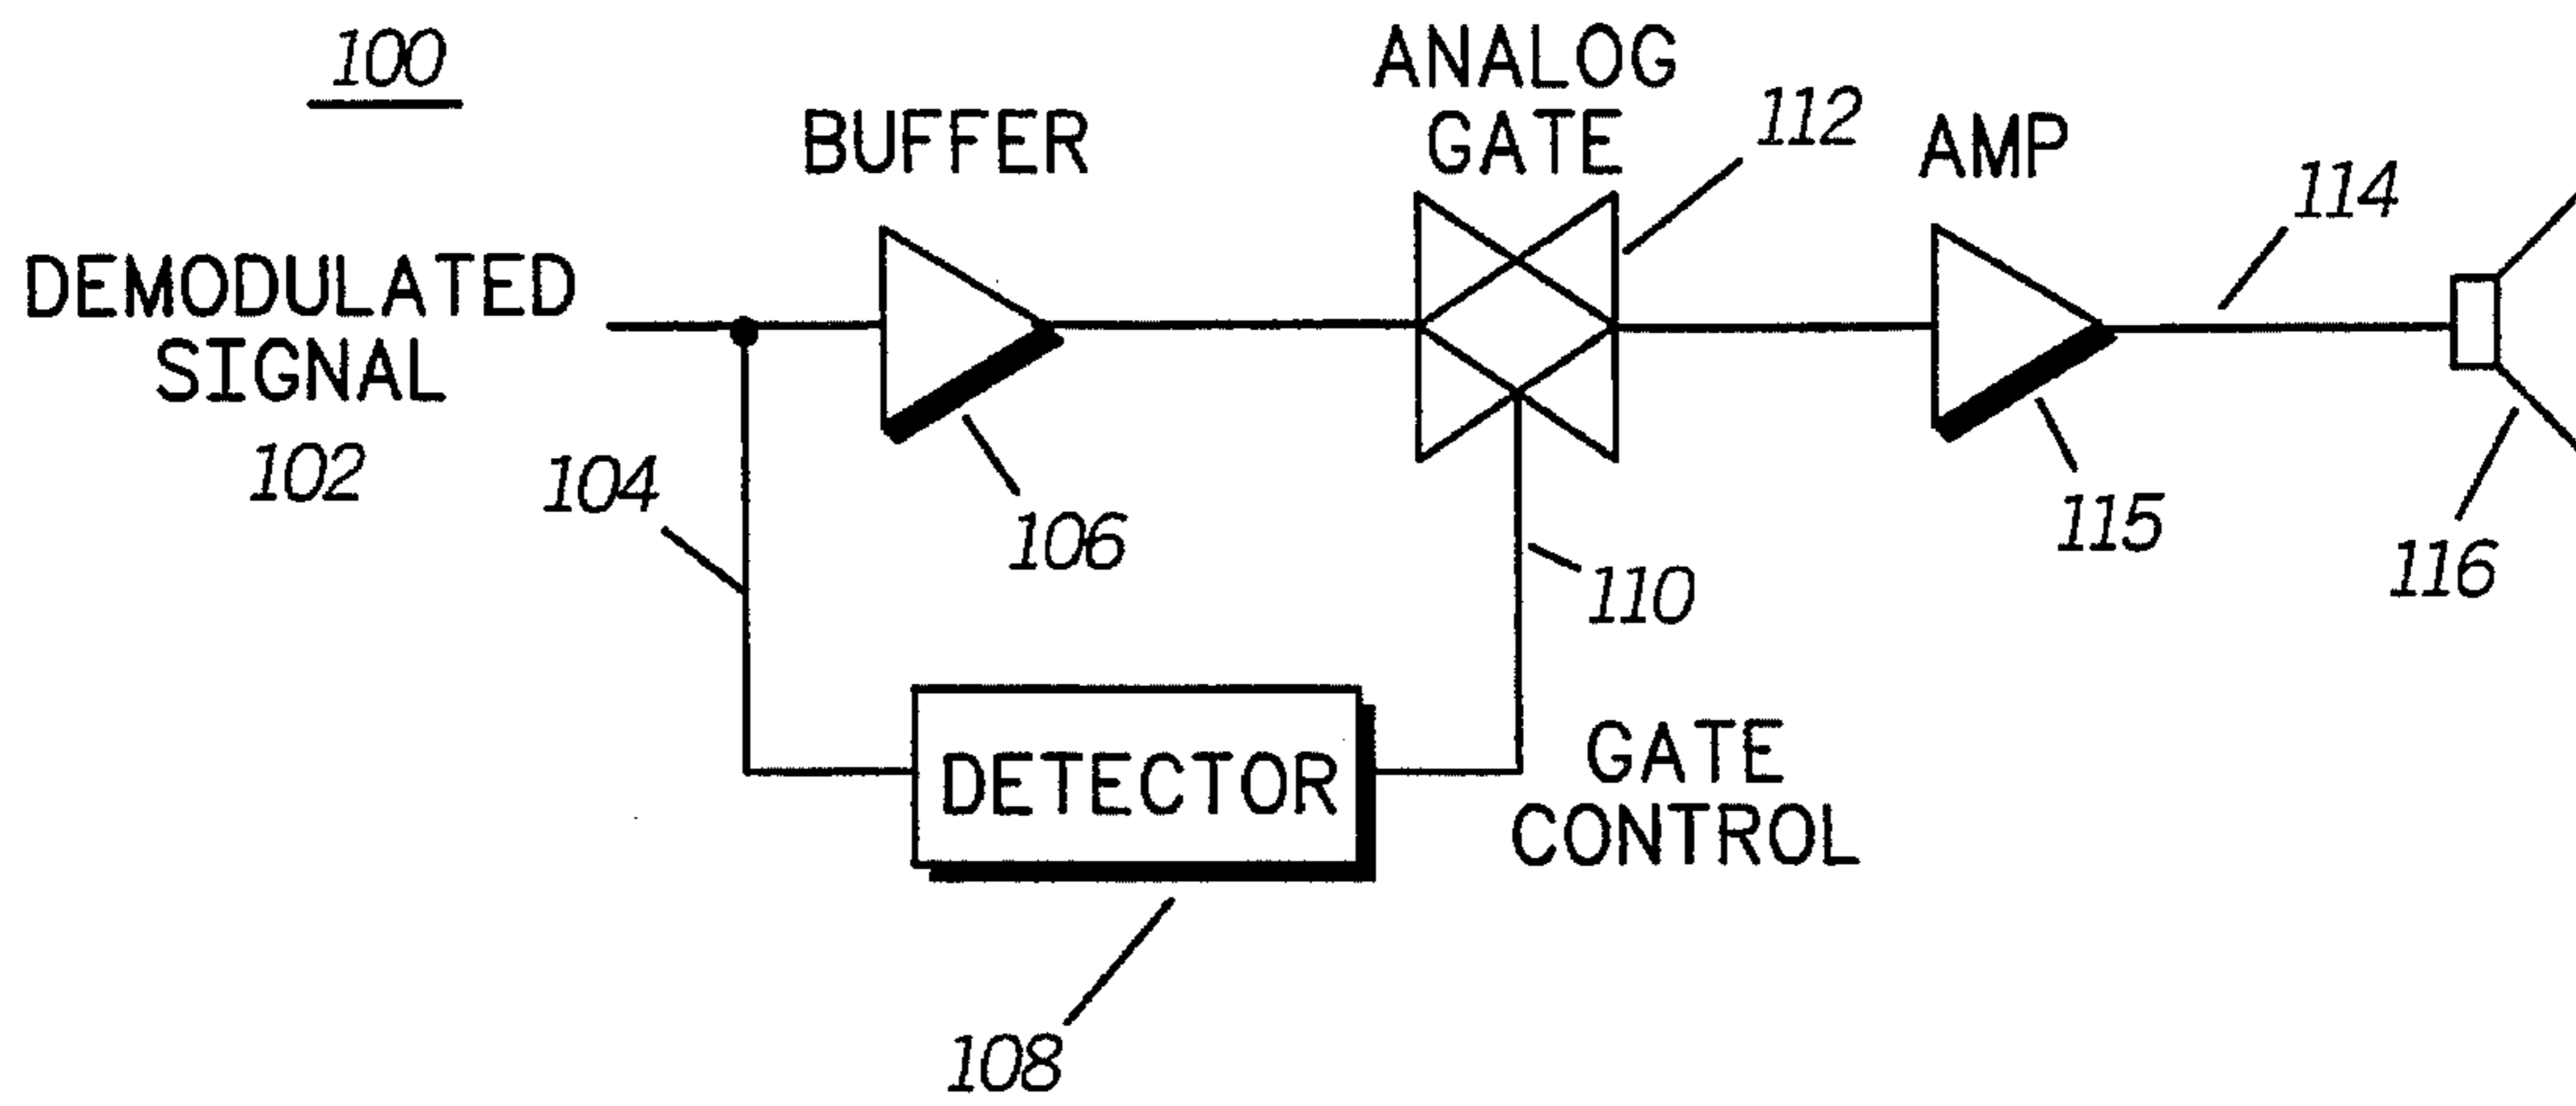 100
BUFFER
ANALOG
GATE
112
AMP
114
DEMODULATED
SIGNAL
102
104
106
110
115
116
DETECTOR
GATE
CONTROL
108